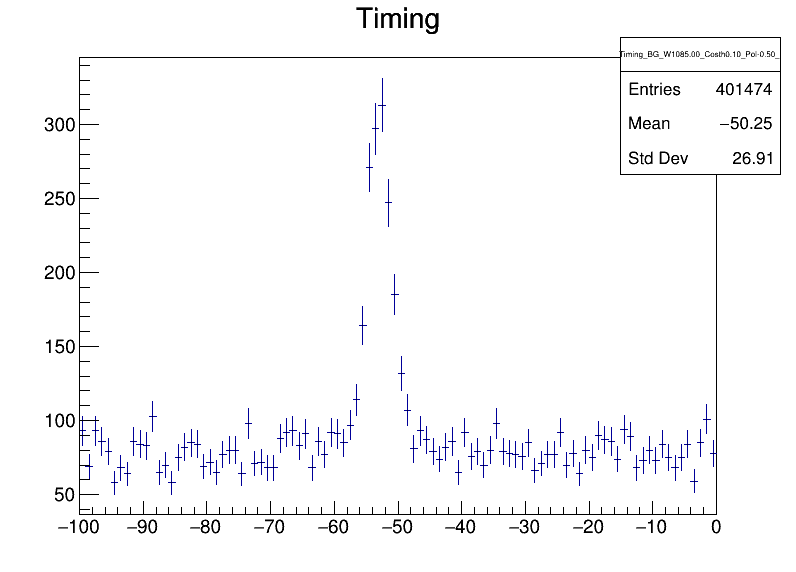 Timing
Timing_BG_W1085.00_Costh0.10_Pol-0.50_
Entries 401474
Mean −50.25
Std Dev 26.91
300
250
200
150
100
50
−100 −90 −80 −70 −60 −50 −40 −30 −20 −10 0